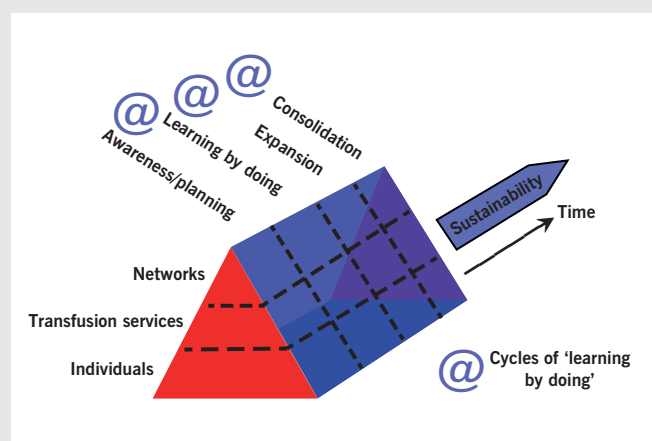 @ @ @
Awareness/planning
Learning by doing
Expansion
Consolidation
Networks
Transfusion services
Individuals
Sustainability
Time
@ Cycles of ‘learning
by doing’